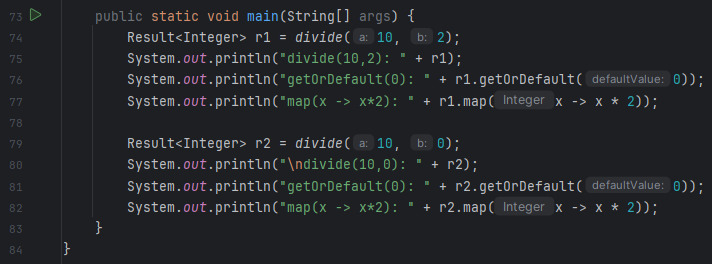 73 public static void main(String[] args) {
74 Result<Integer> r1 = divide( a: 10, b: 2);
75 System.out.println("divide(10,2): " + r1);
76 System.out.println("getOrDefault(0): " + r1.getOrDefault( defaultValue: 0));
77 System.out.println("map(x -> x*2): " + r1.map( Integer x -> x * 2));
78
79 Result<Integer> r2 = divide( a: 10, b: 0);
80 System.out.println("\ndivide(10,0): " + r2);
81 System.out.println("getOrDefault(0): " + r2.getOrDefault( defaultValue: 0));
82 System.out.println("map(x -> x*2): " + r2.map( Integer x -> x * 2));
83 }
84 }